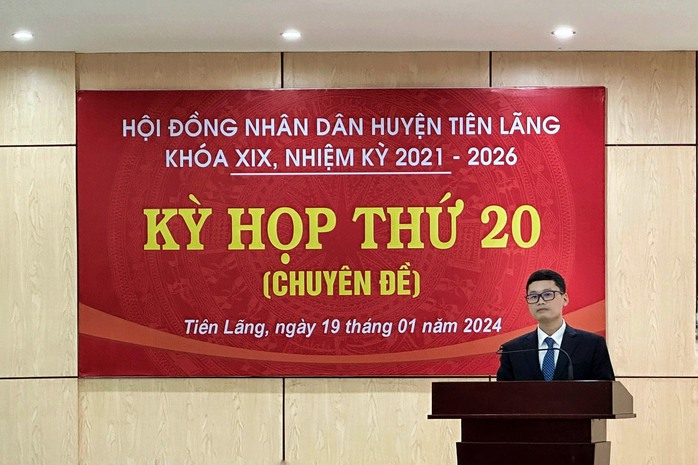 HỘI ĐỒNG NHÂN DÂN HUYỆN TIÊN LÃNG
KHÓA XIX, NHIỆM KỲ 2021 - 2026
KỲ HỌP THỨ 20
(CHUYÊN ĐỀ)
Tiên Lãng, ngày 19 tháng 01 năm 2024